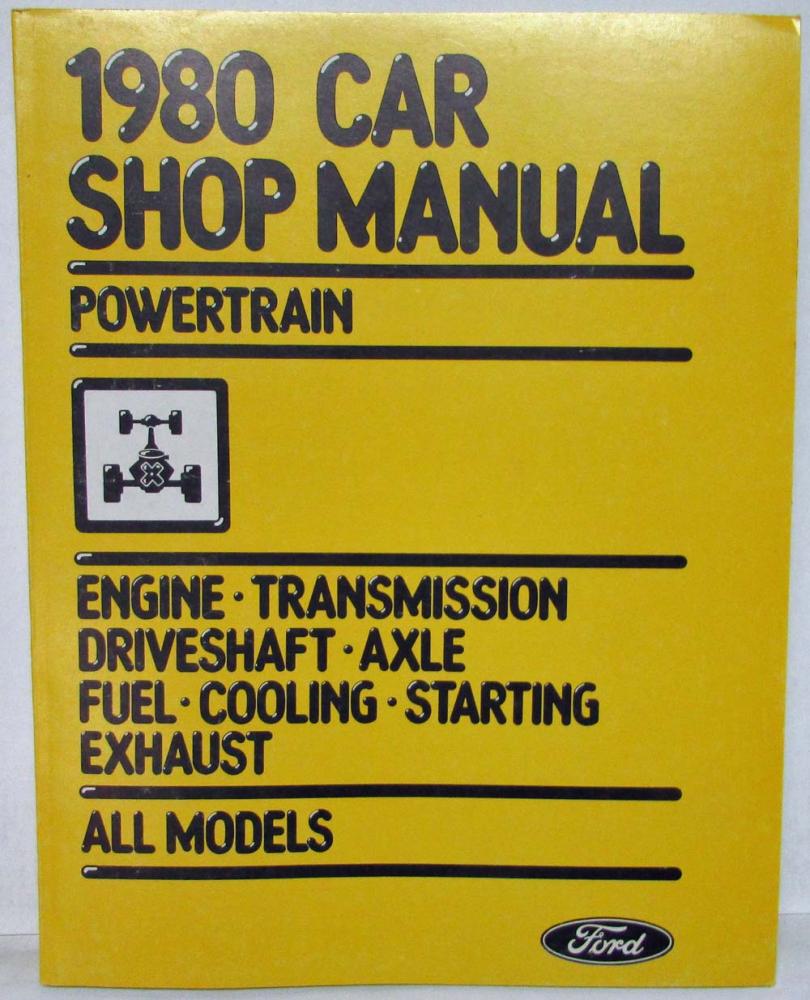 1980 CAR
SHOP MANUAL
POWERTRAIN
ENGINE · TRANSMISSION
DRIVESHAFT · AXLE
FUEL · COOLING · STARTING
EXHAUST
ALL MODELS
Ford